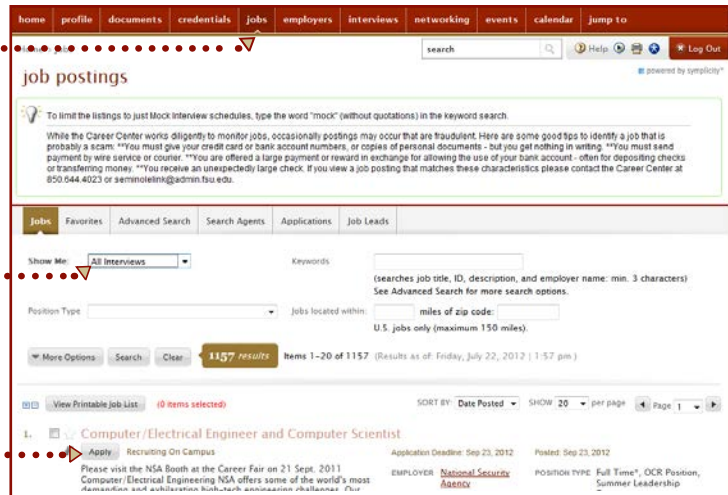 home profile documents credentials jobs employers interviews networking events calendar jump to
search Help Log Out
job postings
powered by symplicity
To limit the listings to just Mock Interview schedules, type the word "mock" (without quotations) in the keyword search.
While the Career Center works diligently to monitor jobs, occasionally postings may occur that are fraudulent. Here are some good tips to identify a job that is
probably a scam: **You must give your credit card or bank account numbers, or copies of personal documents - but you get nothing in writing. **You must send
payment by wire service or courier. **You are offered a large payment or reward in exchange for allowing the use of your bank account - often for depositing checks
or transferring money. **You receive an unexpectedly large check. If you view a job posting that matches these characteristics please contact the Career Center at
850.644.4023 or seminolelink@admin.fsu.edu.
Jobs Favorites Advanced Search Search Agents Applications Job Leads
Show Me: All Interviews Keywords
(searches job title, ID, description, and employer name: min. 3 characters)
See Advanced Search for more search options.
Position Type Jobs located within: miles of zip code:
U.S. jobs only (maximum 150 miles).
More Options Search Clear 1157 results Items 1-20 of 1157 (Results as of: Friday, July 22, 2012 | 1:57 pm )
View Printable Job List (0 items selected) SORT BY: Date Posted SHOW 20 per page Page 1
1. Computer/Electrical Engineer and Computer Scientist
Apply Recruiting On Campus Application Deadline: Sep 23, 2012 Posted: Sep 23, 2012
Please visit the NSA Booth at the Career Fair on 21 Sept. 2011 EMPLOYER National Security POSITION TYPE Full Time*, OCR Position,
Computer/Electrical Engineering NSA offers some of the world's most Agency Summer Leadership
demanding and exhilarating high-tech engineering challenges. Our